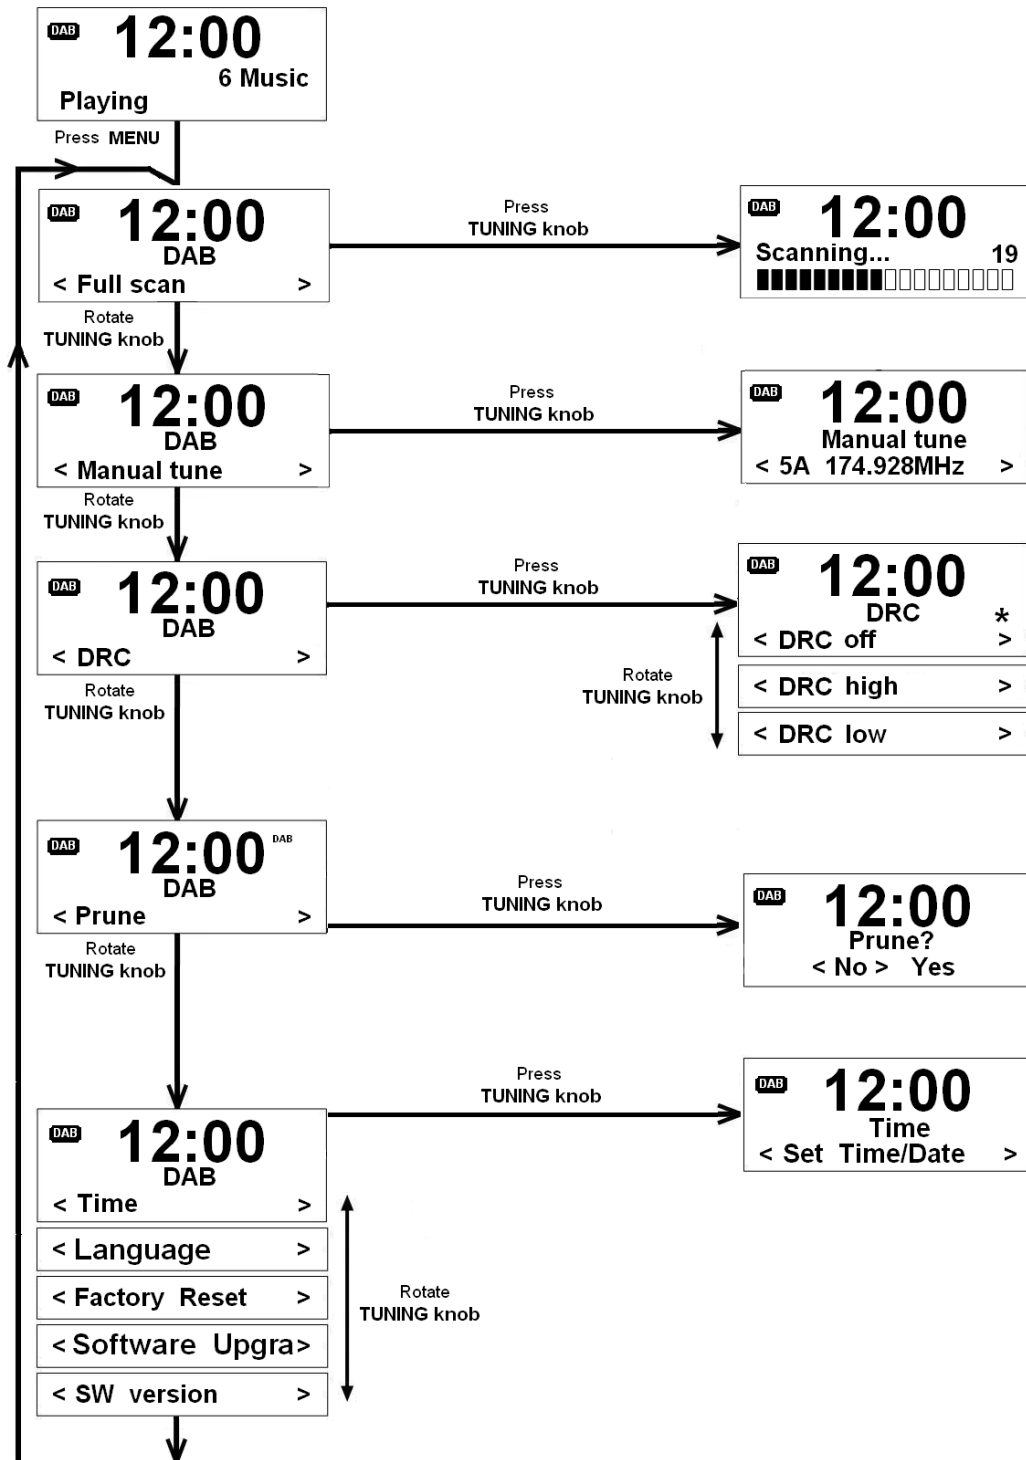 DAB 12:00
6 Music
Playing
Press MENU
DAB 12:00
DAB
< Full scan >
Press
TUNING knob
DAB 12:00
Scanning... 19
Rotate
TUNING knob
DAB 12:00
DAB
< Manual tune >
Press
TUNING knob
DAB 12:00
Manual tune
< 5A 174.928MHz >
Rotate
TUNING knob
DAB 12:00
DAB
< DRC >
Press
TUNING knob
DAB 12:00
DRC *
< DRC off >
Rotate
TUNING knob
< DRC high >
< DRC low >
Rotate
TUNING knob
DAB 12:00 DAB
DAB
< Prune >
Press
TUNING knob
DAB 12:00
Prune?
< No > Yes
Rotate
TUNING knob
DAB 12:00
DAB
< Time >
Press
TUNING knob
DAB 12:00
Time
< Set Time/Date >
< Language >
< Factory Reset >
< Software Upgra>
< SW version >
Rotate
TUNING knob